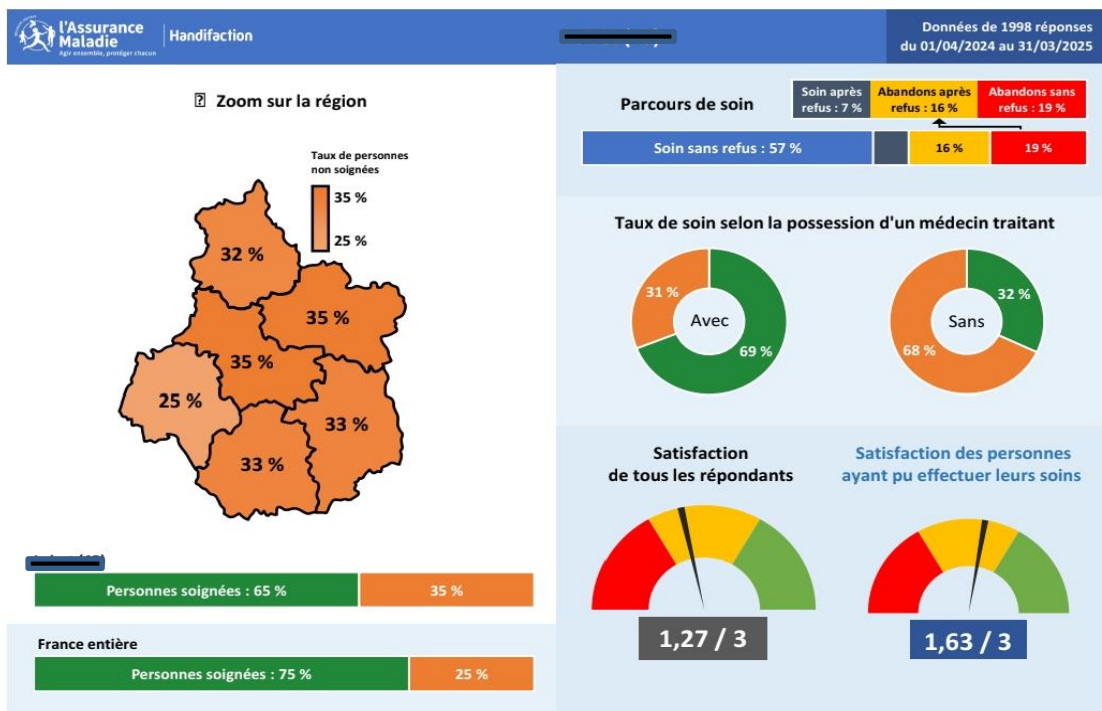 l'Assurance
Maladie
Agir ensemble, protéger chacun
Handifaction
Données de 1998 réponses
du 01/04/2024 au 31/03/2025
Zoom sur la région
Taux de personnes
non soignées
35 %
25 %
32 %
35 %
35 %
25 %
33 %
33 %
Personnes soignées : 65 %
35 %
France entière
Personnes soignées : 75 %
25 %
Parcours de soin
Soin après
refus : 7 %
Abandons après
refus : 16 %
Abandons sans
refus : 19 %
Soin sans refus : 57 %
16 %
19 %
Taux de soin selon la possession d'un médecin traitant
31 %
Avec
69 %
32 %
Sans
68 %
Satisfaction
de tous les répondants
1,27 / 3
Satisfaction des personnes
ayant pu effectuer leurs soins
1,63 / 3